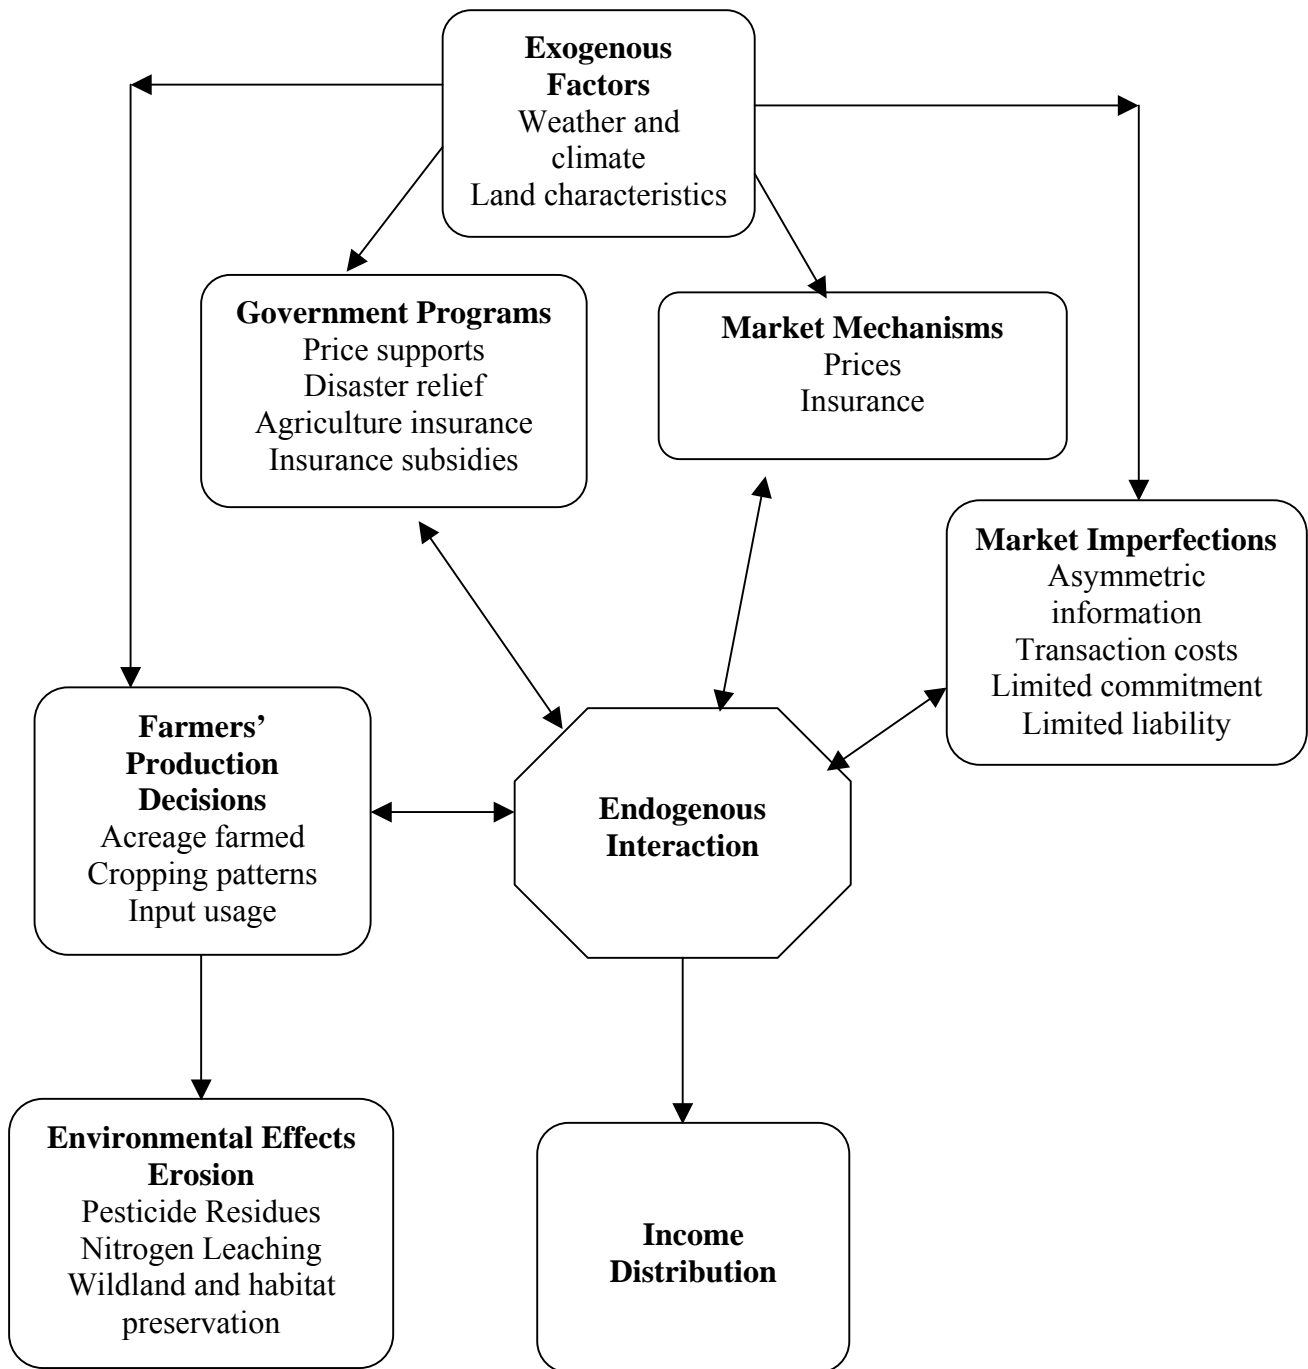 Exogenous
Factors
Weather and
climate
Land characteristics
Government Programs
Price supports
Disaster relief
Agriculture insurance
Insurance subsidies
Market Mechanisms
Prices
Insurance
Market Imperfections
Asymmetric
information
Transaction costs
Limited commitment
Limited liability
Farmers’
Production
Decisions
Acreage farmed
Cropping patterns
Input usage
Endogenous
Interaction
Environmental Effects
Erosion
Pesticide Residues
Nitrogen Leaching
Wildland and habitat
preservation
Income
Distribution